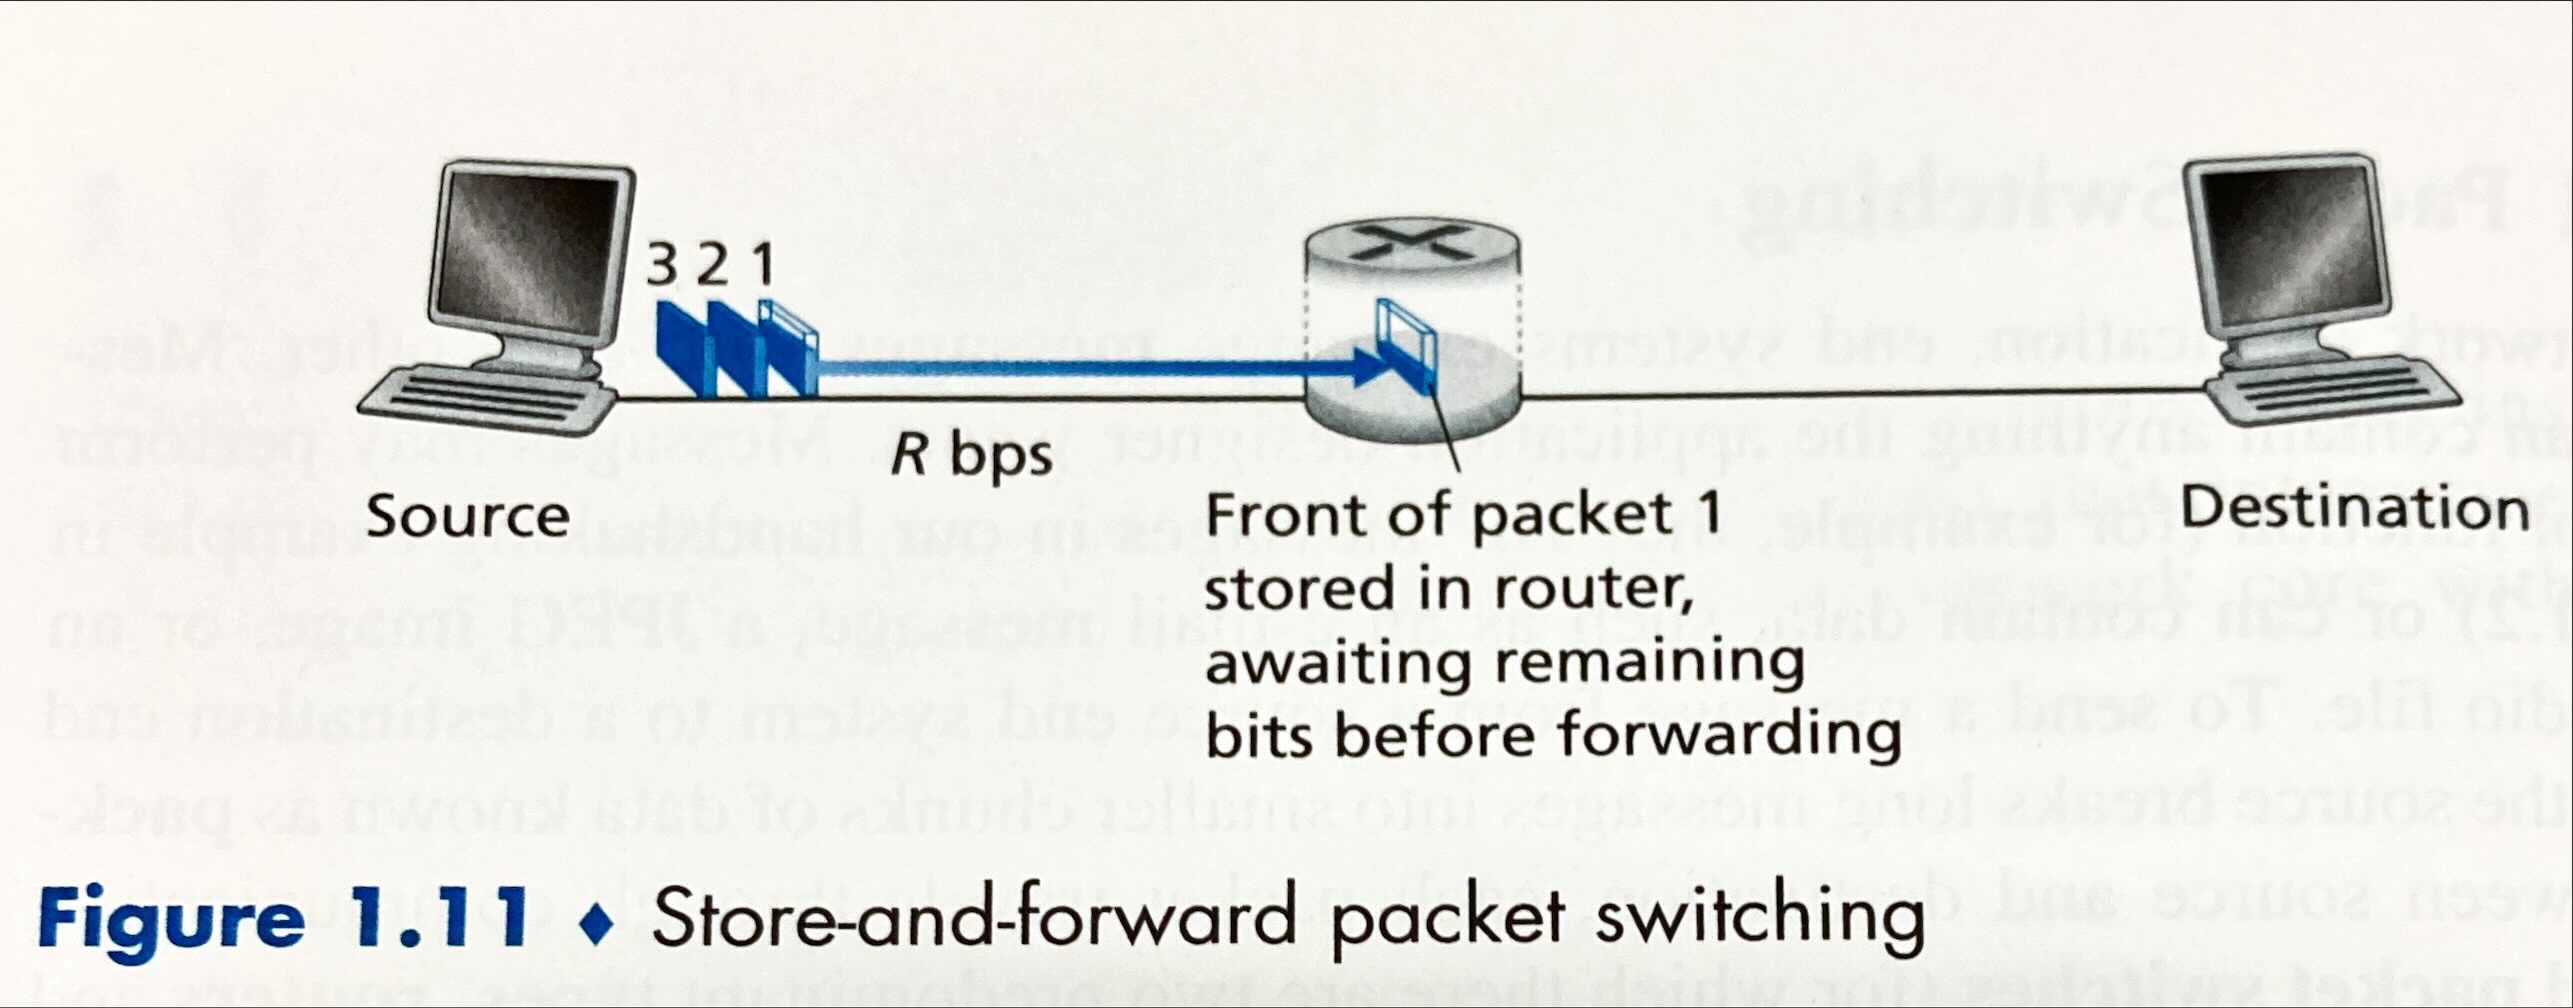 3 2 1
R bps
Source
Front of packet 1
stored in router,
awaiting remaining
bits before forwarding
Destination
Figure 1.11 ♦ Store-and-forward packet switching